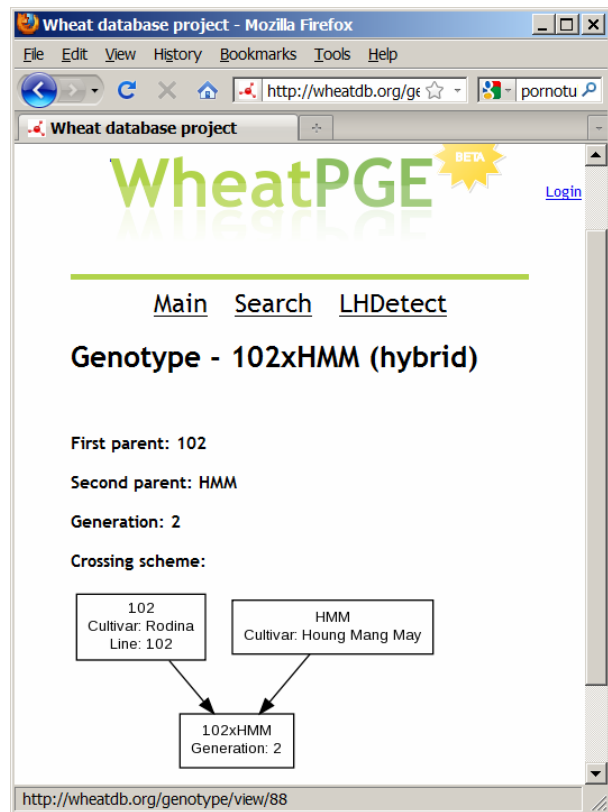 Wheat database project - Mozilla Firefox
File Edit View History Bookmarks Tools Help
http://wheatdb.org/ge pornotu
Wheat database project
WheatPGE BETA
Login
Main Search LHDetect
Genotype - 102xHMM (hybrid)
First parent: 102
Second parent: HMM
Generation: 2
Crossing scheme:
102
Cultivar: Rodina
Line: 102
HMM
Cultivar: Houng Mang May
102xHMM
Generation: 2
http://wheatdb.org/genotype/view/88